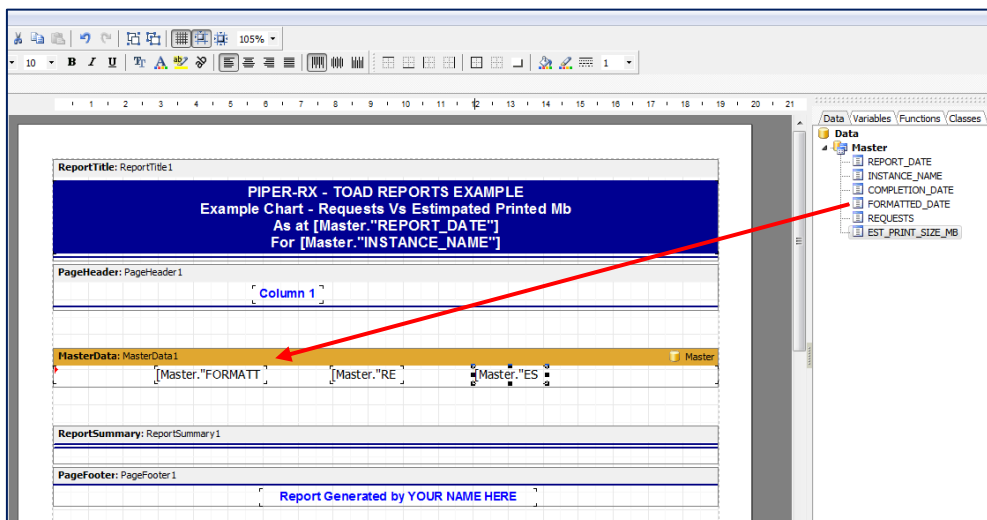 105%
10 B I U 1
1 2 3 4 5 6 7 8 9 10 11 12 13 14 15 16 17 18 19 20 21
Data Variables Functions Classes
Data
Master
REPORT_DATE
INSTANCE_NAME
COMPLETION_DATE
FORMATTED_DATE
REQUESTS
EST_PRINT_SIZE_MB
ReportTitle: ReportTitle1
PIPER-RX - TOAD REPORTS EXAMPLE
Example Chart - Requests Vs Estimpated Printed Mb
As at [Master."REPORT_DATE"]
For [Master."INSTANCE_NAME"]
PageHeader: PageHeader1
Column 1
MasterData: MasterData1 Master
[Master."FORMATT [Master."RE [Master."ES
ReportSummary: ReportSummary1
PageFooter: PageFooter1
Report Generated by YOUR NAME HERE